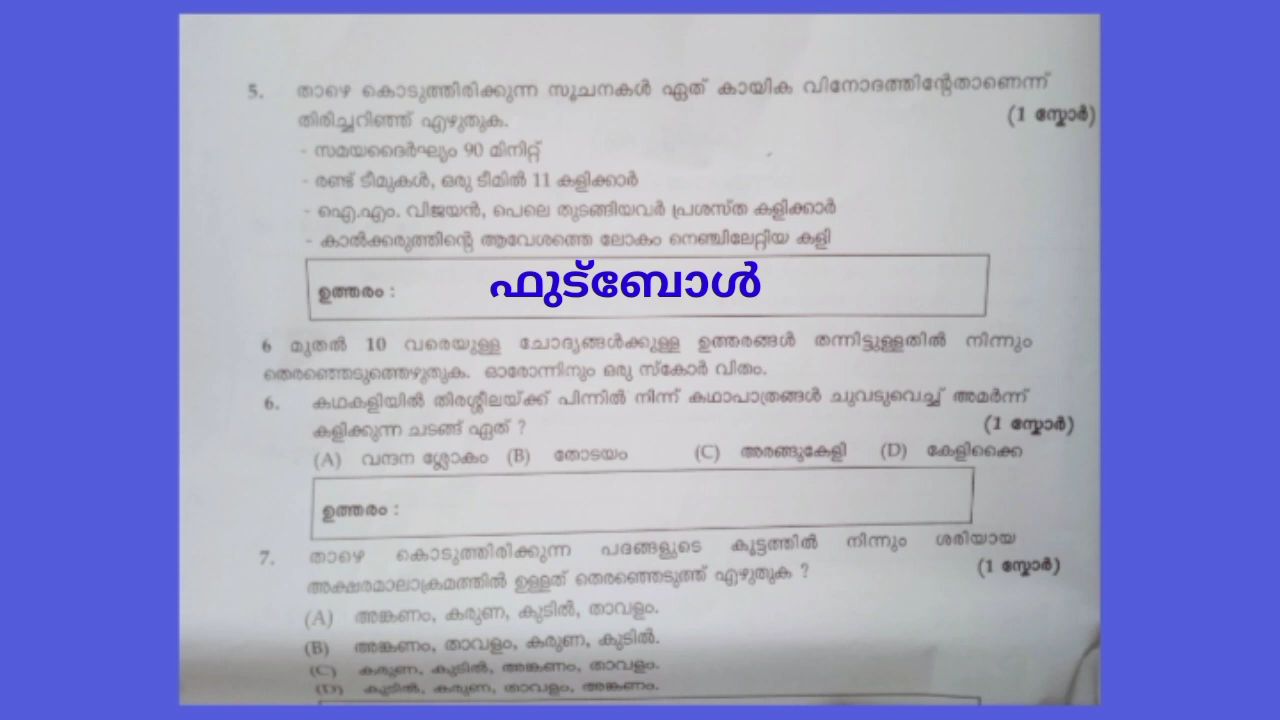 5. താഴെ കൊടുത്തിരിക്കുന്ന സൂചനകൾ ഏത് കായിക വിനോദത്തിന്റേതാണെന്ന്
തിരിച്ചറിഞ്ഞ് എഴുതുക. (1 സ്കോർ)
- സമയദൈർഘ്യം 90 മിനിറ്റ്
- രണ്ട് ടീമുകൾ, ഒരു ടീമിൽ 11 കളിക്കാർ
- ഐ.എം. വിജയൻ, പെലെ തുടങ്ങിയവർ പ്രശസ്ത കളിക്കാർ
- കാൽക്കരുത്തിന്റെ ആവേശത്തെ ലോകം നെഞ്ചിലേറ്റിയ കളി
ഉത്തരം : ഫുട്ബോൾ
6 മുതൽ 10 വരെയുള്ള ചോദ്യങ്ങൾക്കുള്ള ഉത്തരങ്ങൾ തന്നിട്ടുള്ളതിൽ നിന്നും
തെരഞ്ഞെടുത്തെഴുതുക. ഓരോന്നിനും ഒരു സ്കോർ വിതം.
6. കഥകളിയിൽ തിരശ്ശീലയ്ക്ക് പിന്നിൽ നിന്ന് കഥാപാത്രങ്ങൾ ചുവടുവെച്ച് അമർന്ന്
കളിക്കുന്ന ചടങ്ങ് ഏത് ? (1 സ്കോർ)
(A) വന്ദന ശ്ലോകം (B) തോടയം (C) അരങ്ങുകേളി (D) കേളിക്കൈ
ഉത്തരം :
7. താഴെ കൊടുത്തിരിക്കുന്ന പദങ്ങളുടെ കൂട്ടത്തിൽ നിന്നും ശരിയായ
അക്ഷരമാലാക്രമത്തിൽ ഉള്ളത് തെരഞ്ഞെടുത്ത് എഴുതുക ? (1 സ്കോർ)
(A) അങ്കണം, കരുണ, കുടിൽ, താവളം.
(B) അങ്കണം, താവളം, കരുണ, കുടിൽ.
(C) കരുണ, കുടിൽ, അങ്കണം, താവളം.
(D) കുടിൽ, കരുണ, താവളം, അങ്കണം.